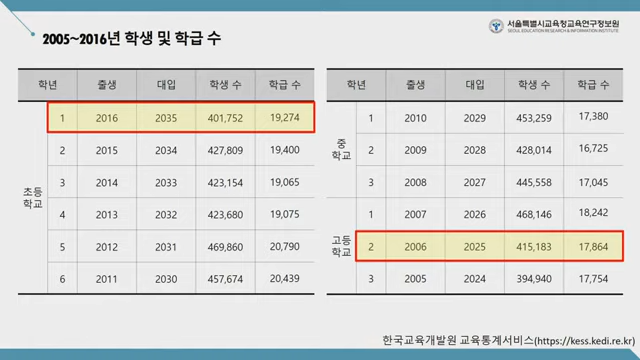 서울특별시교육청교육연구정보원
SEOUL EDUCATION RESEARCH & INFORMATION INSTITUTE
2005~2016년 학생 및 학급 수
학년 출생 대입 학생 수 학급 수
초등학교
1 2016 2035 401,752 19,274
2 2015 2034 427,809 19,400
3 2014 2033 423,154 19,065
4 2013 2032 423,680 19,075
5 2012 2031 469,860 20,790
6 2011 2030 457,674 20,439
학년 출생 대입 학생 수 학급 수
중학교
1 2010 2029 453,259 17,380
2 2009 2028 428,014 16,725
3 2008 2027 445,558 17,045
고등학교
1 2007 2026 468,146 18,242
2 2006 2025 415,183 17,864
3 2005 2024 394,940 17,754
한국교육개발원 교육통계서비스(https://kess.kedi.re.kr)